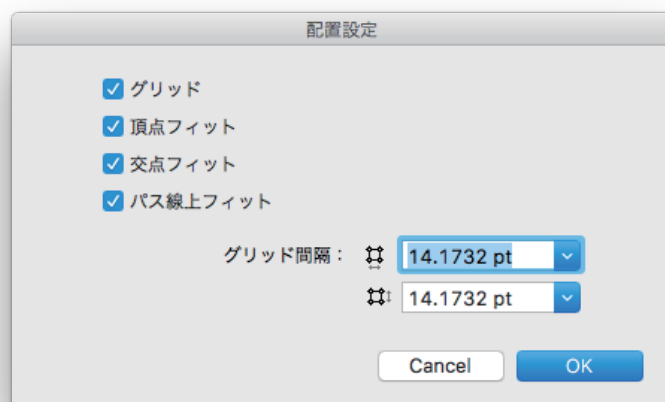 配置設定
グリッド
頂点フィット
交点フィット
パス線上フィット
グリッド間隔： 14.1732 pt
14.1732 pt
Cancel OK